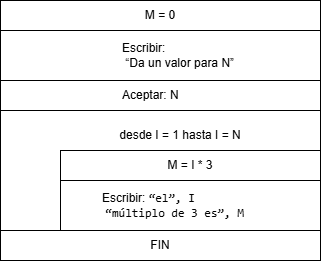 M = 0
Escribir:
“Da un valor para N”
Aceptar: N
desde I = 1 hasta I = N
M = I * 3
Escribir: “el”, I
“múltiplo de 3 es”, M
FIN